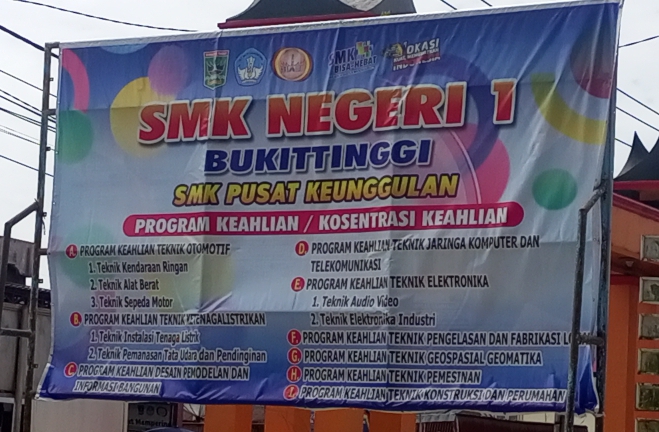 SMK BISA-HEBAT
VOKASI
SMK NEGERI 1
BUKITTINGGI
SMK PUSAT KEUNGGULAN
PROGRAM KEAHLIAN / KOSENTRASI KEAHLIAN
A. PROGRAM KEAHLIAN TEKNIK OTOMOTIF
1. Teknik Kendaraan Ringan
2. Teknik Alat Berat
3. Teknik Sepeda Motor
B. PROGRAM KEAHLIAN TEKNIK KETENAGALISTRIKAN
1. Teknik Instalasi Tenaga Listrik
2. Teknik Pemanasan Tata Udara dan Pendinginan
C. PROGRAM KEAHLIAN DESAIN PEMODELAN DAN
INFORMASI BANGUNAN
D. PROGRAM KEAHLIAN TEKNIK JARINGA KOMPUTER DAN
TELEKOMUNIKASI
E. PROGRAM KEAHLIAN TEKNIK ELEKTRONIKA
1. Teknik Audio Video
2. Teknik Elektronika Industri
F. PROGRAM KEAHLIAN TEKNIK PENGELASAN DAN FABRIKASI
G. PROGRAM KEAHLIAN TEKNIK GEOSPASIAL GEOMATIKA
H. PROGRAM KEAHLIAN TEKNIK PEMESINAN
I. PROGRAM KEAHLIAN TEKNIK KONSTRUKSI DAN PERUMAHAN